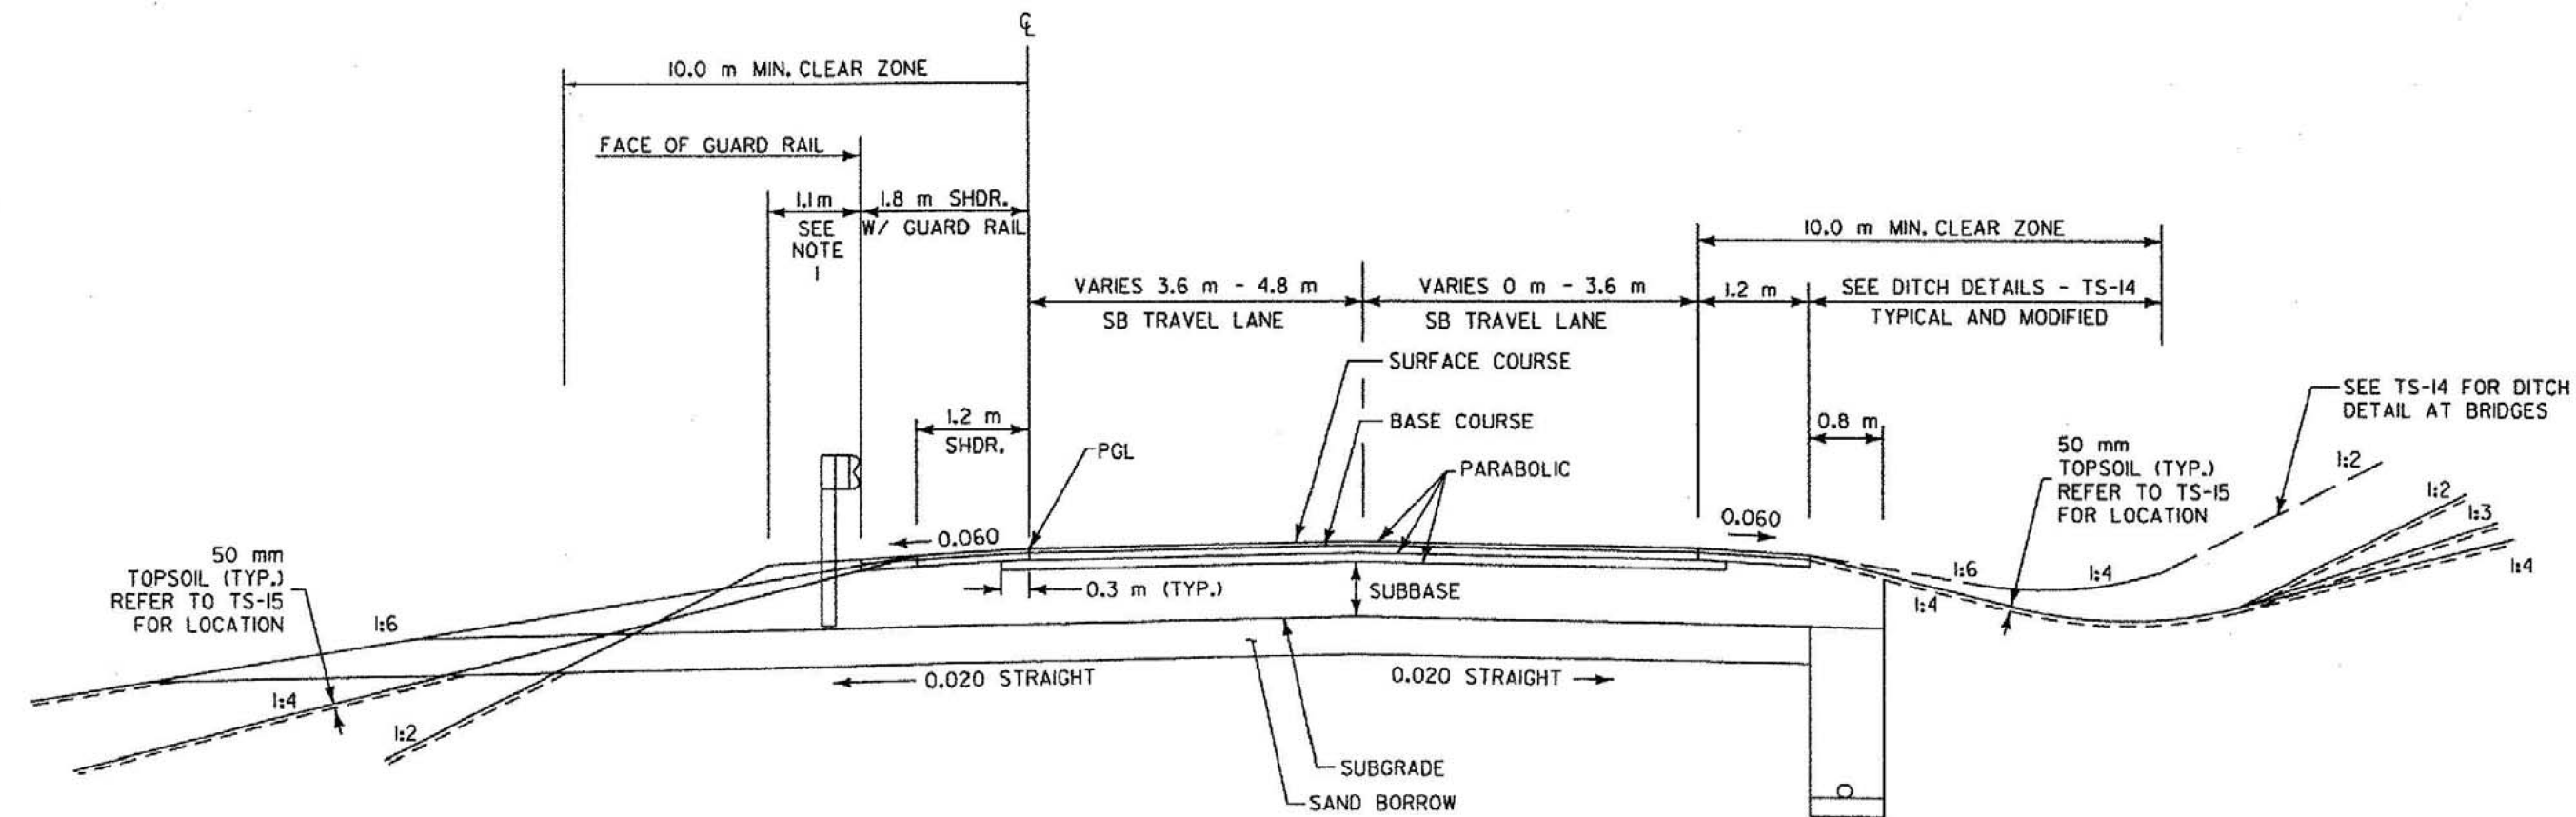 ℄
10.0 m MIN. CLEAR ZONE
FACE OF GUARD RAIL
1.1 m
SEE
NOTE
1
1.8 m SHDR.
W/ GUARD RAIL
10.0 m MIN. CLEAR ZONE
VARIES 3.6 m - 4.8 m
SB TRAVEL LANE
VARIES 0 m - 3.6 m
SB TRAVEL LANE
1.2 m
SEE DITCH DETAILS - TS-14
TYPICAL AND MODIFIED
SURFACE COURSE
BASE COURSE
PARABOLIC
1.2 m
SHDR.
PGL
0.8 m
SEE TS-14 FOR DITCH
DETAIL AT BRIDGES
50 mm
TOPSOIL (TYP.)
REFER TO TS-15
FOR LOCATION
1:2
1:2
1:3
1:4
0.060
0.060
50 mm
TOPSOIL (TYP.)
REFER TO TS-15
FOR LOCATION
0.3 m (TYP.)
SUBBASE
1:6
1:4
1:4
1:6
1:4
1:2
0.020 STRAIGHT
0.020 STRAIGHT
SUBGRADE
SAND BORROW